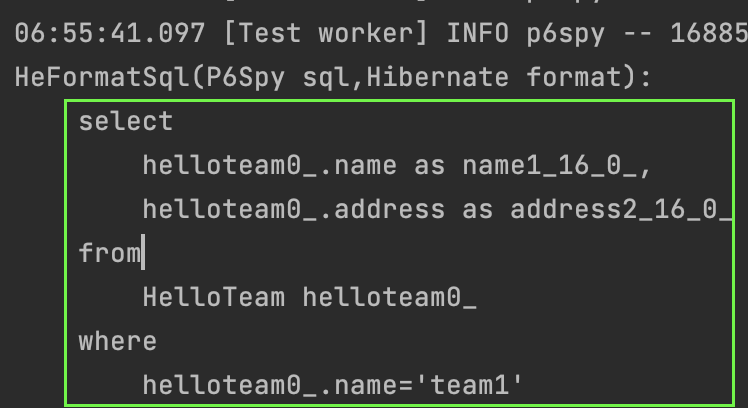 06:55:41.097 [Test worker] INFO p6spy -- 16885
HeFormatSql(P6Spy sql,Hibernate format):
select
helloteam0_.name as name1_16_0_,
helloteam0_.address as address2_16_0_
from
HelloTeam helloteam0_
where
helloteam0_.name='team1'